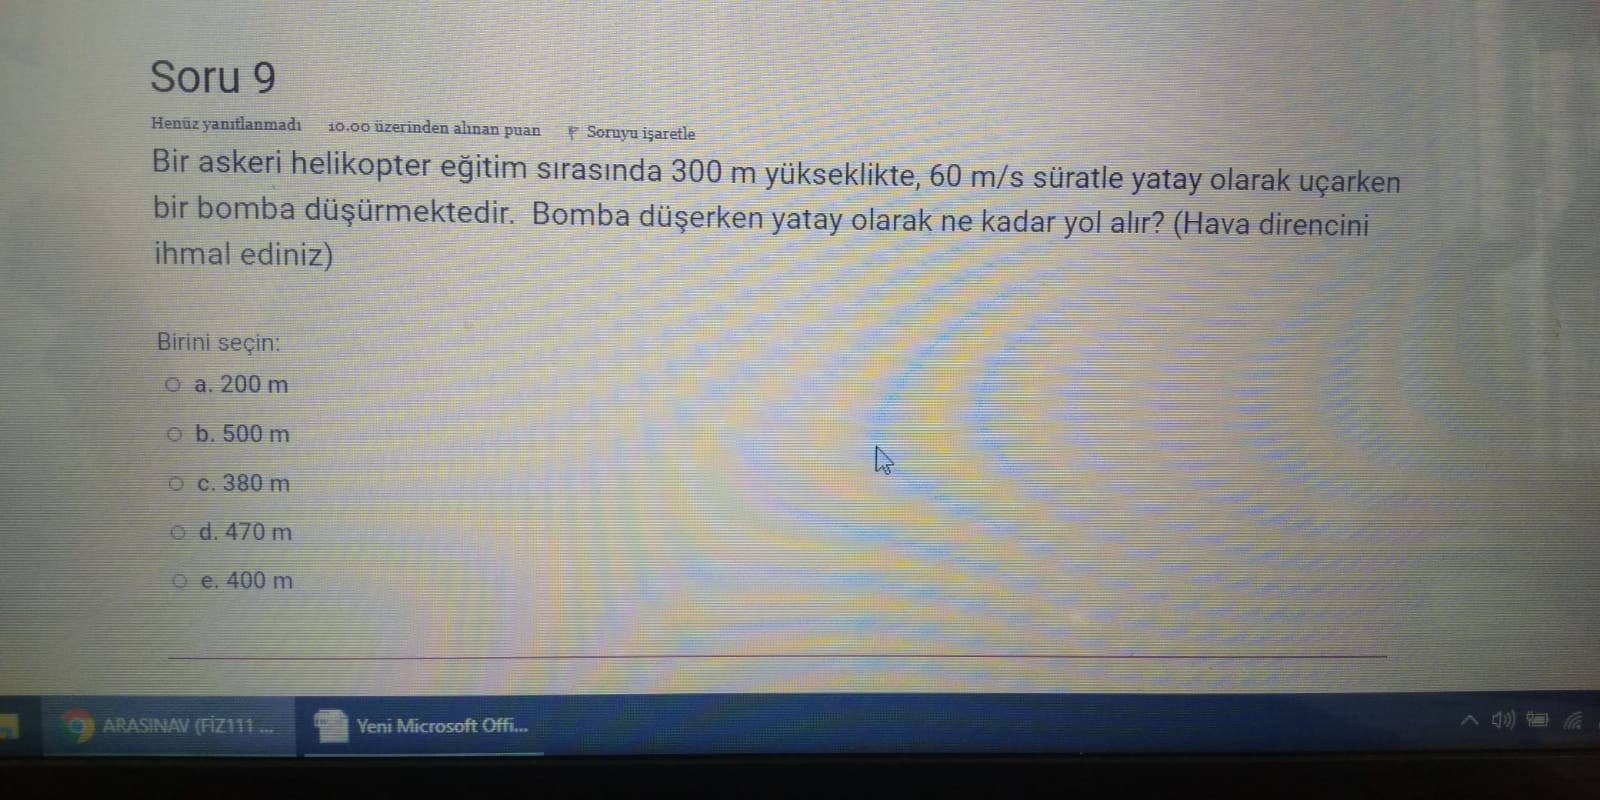 Soru 9
Henüz yanıtlanmadı 10.00 üzerinden alınan puan Soruyu işaretle
Bir askeri helikopter eğitim sırasında 300 m yükseklikte, 60 m/s süratle yatay olarak uçarken
bir bomba düşürmektedir. Bomba düşerken yatay olarak ne kadar yol alır? (Hava direncini
ihmal ediniz)
Birini seçin:
a. 200 m
b. 500 m
c. 380 m
d. 470 m
e. 400 m
ARASINAV (FİZ111 ... Yeni Microsoft Offi...